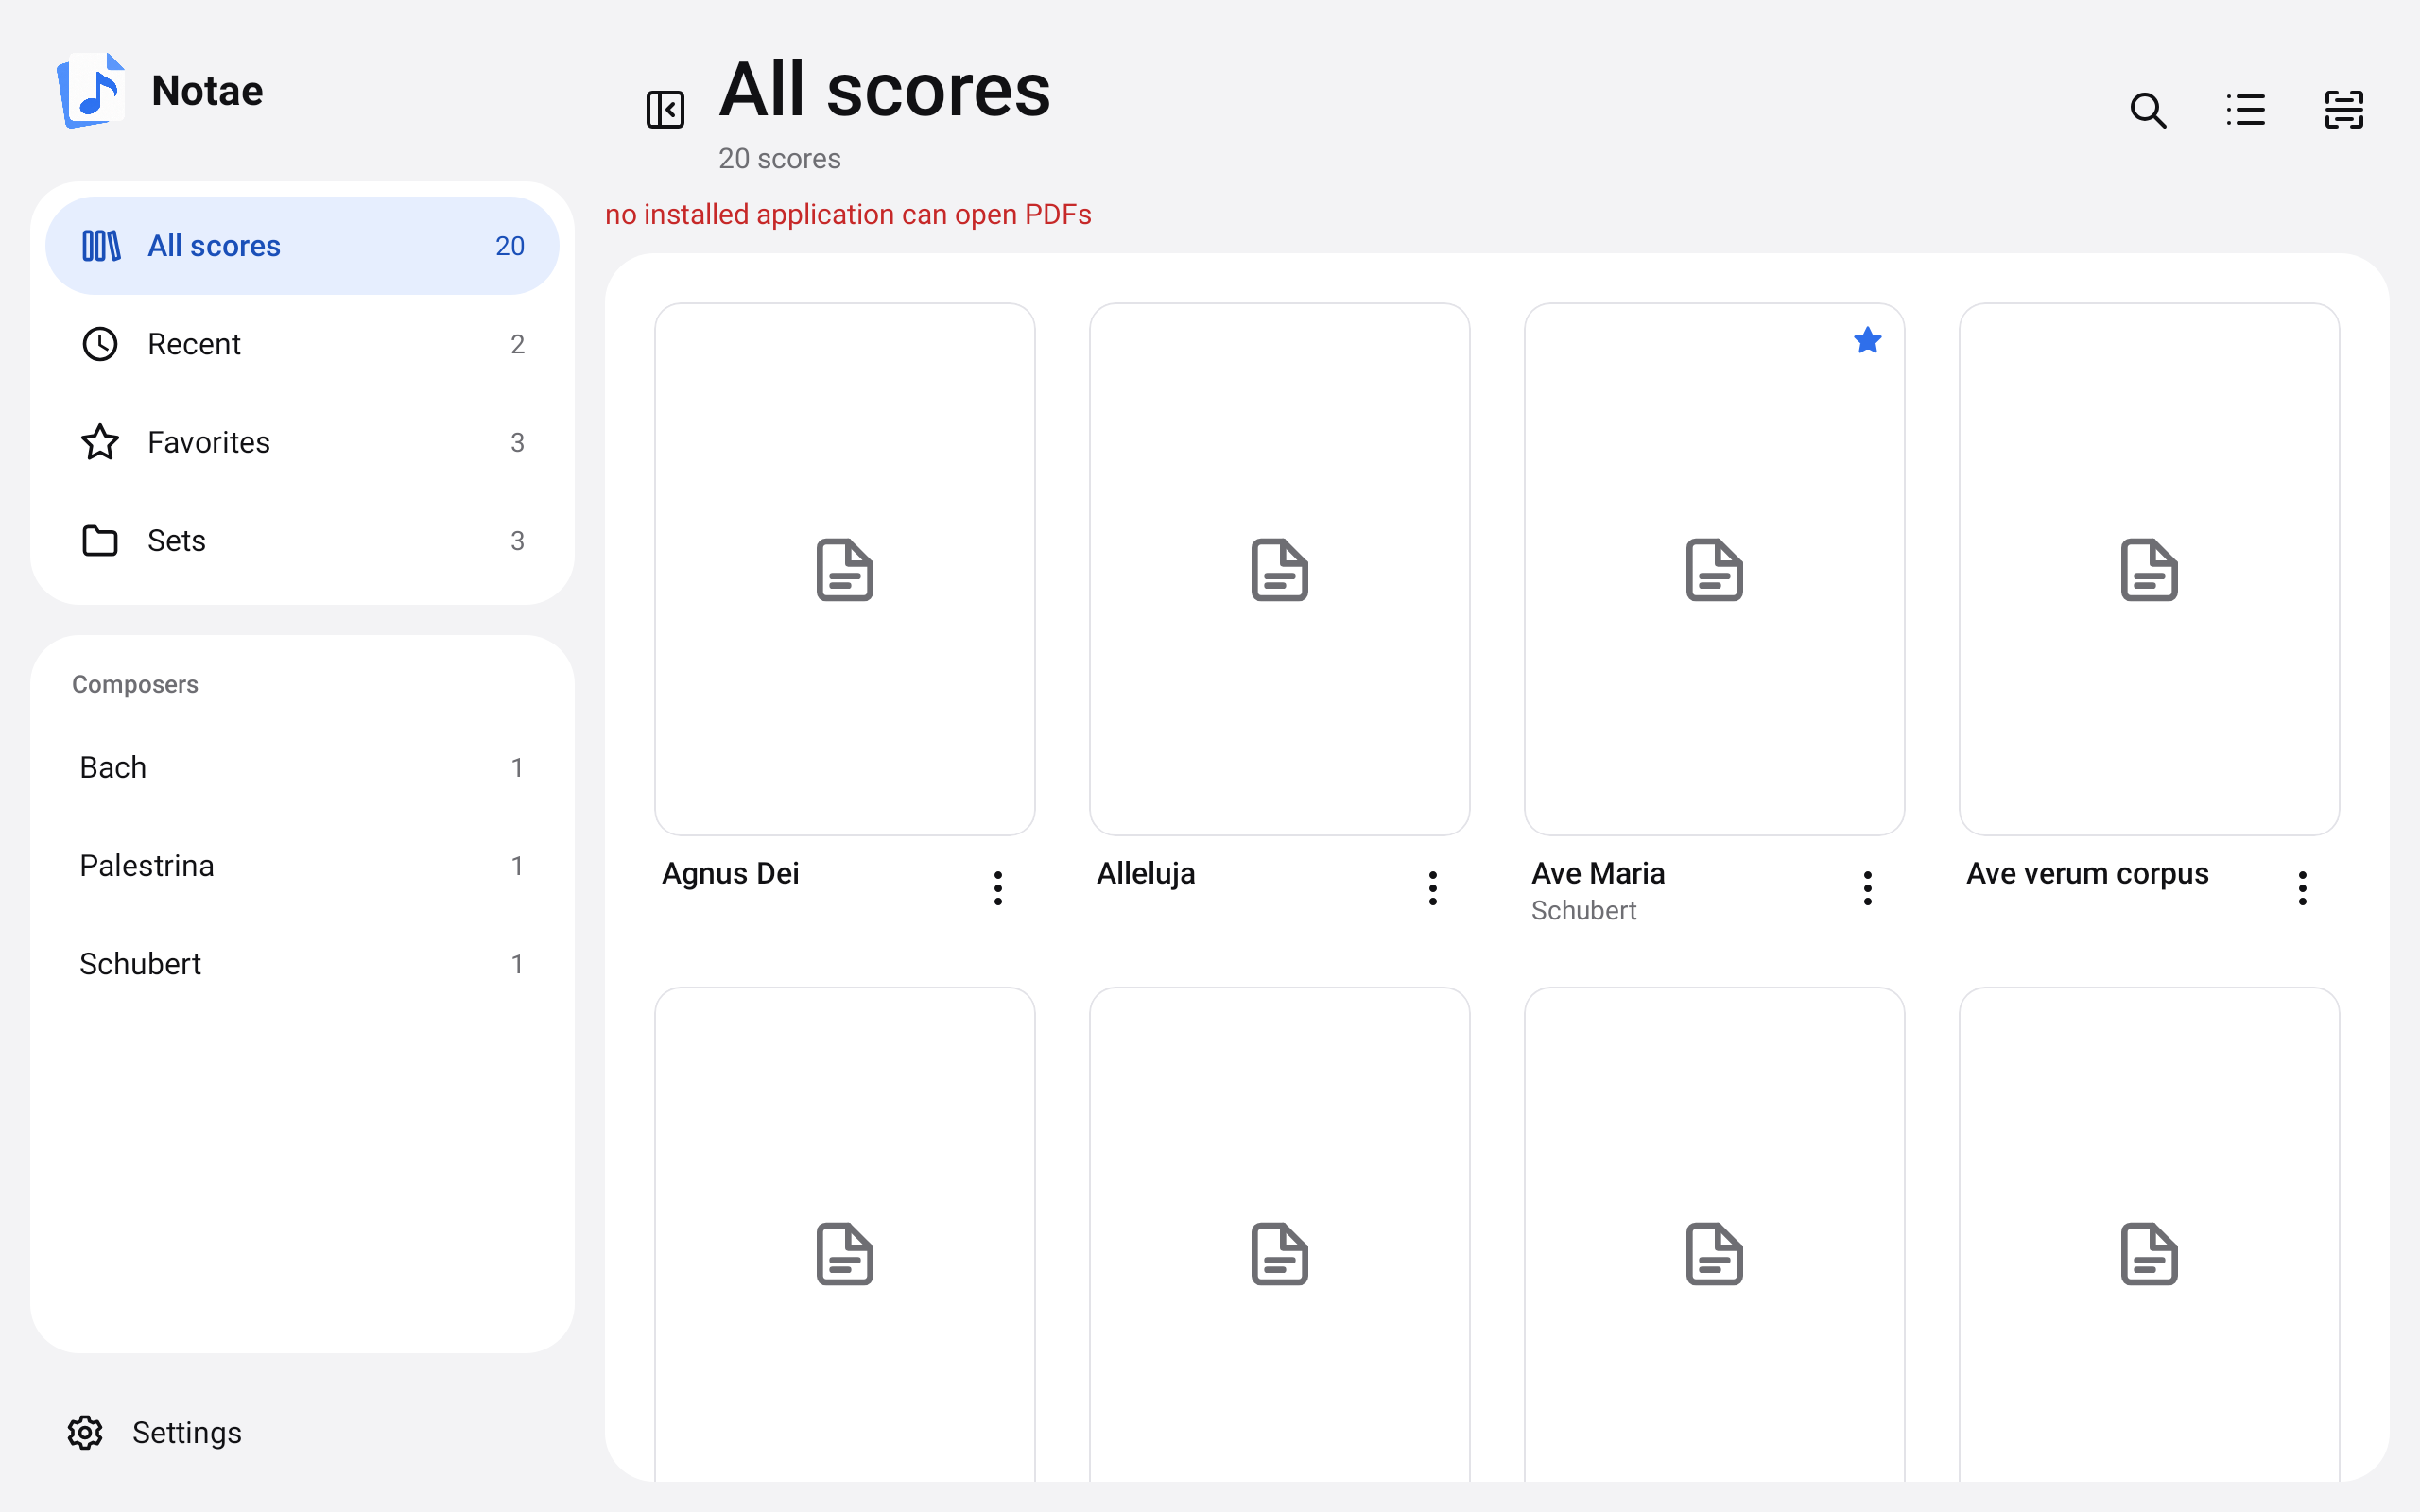 Notae
All scores 20
Recent 2
Favorites 3
Sets 3
Composers
Bach 1
Palestrina 1
Schubert 1
Settings
All scores
20 scores
no installed application can open PDFs
Agnus Dei
Alleluja
Ave Maria
Schubert
Ave verum corpus